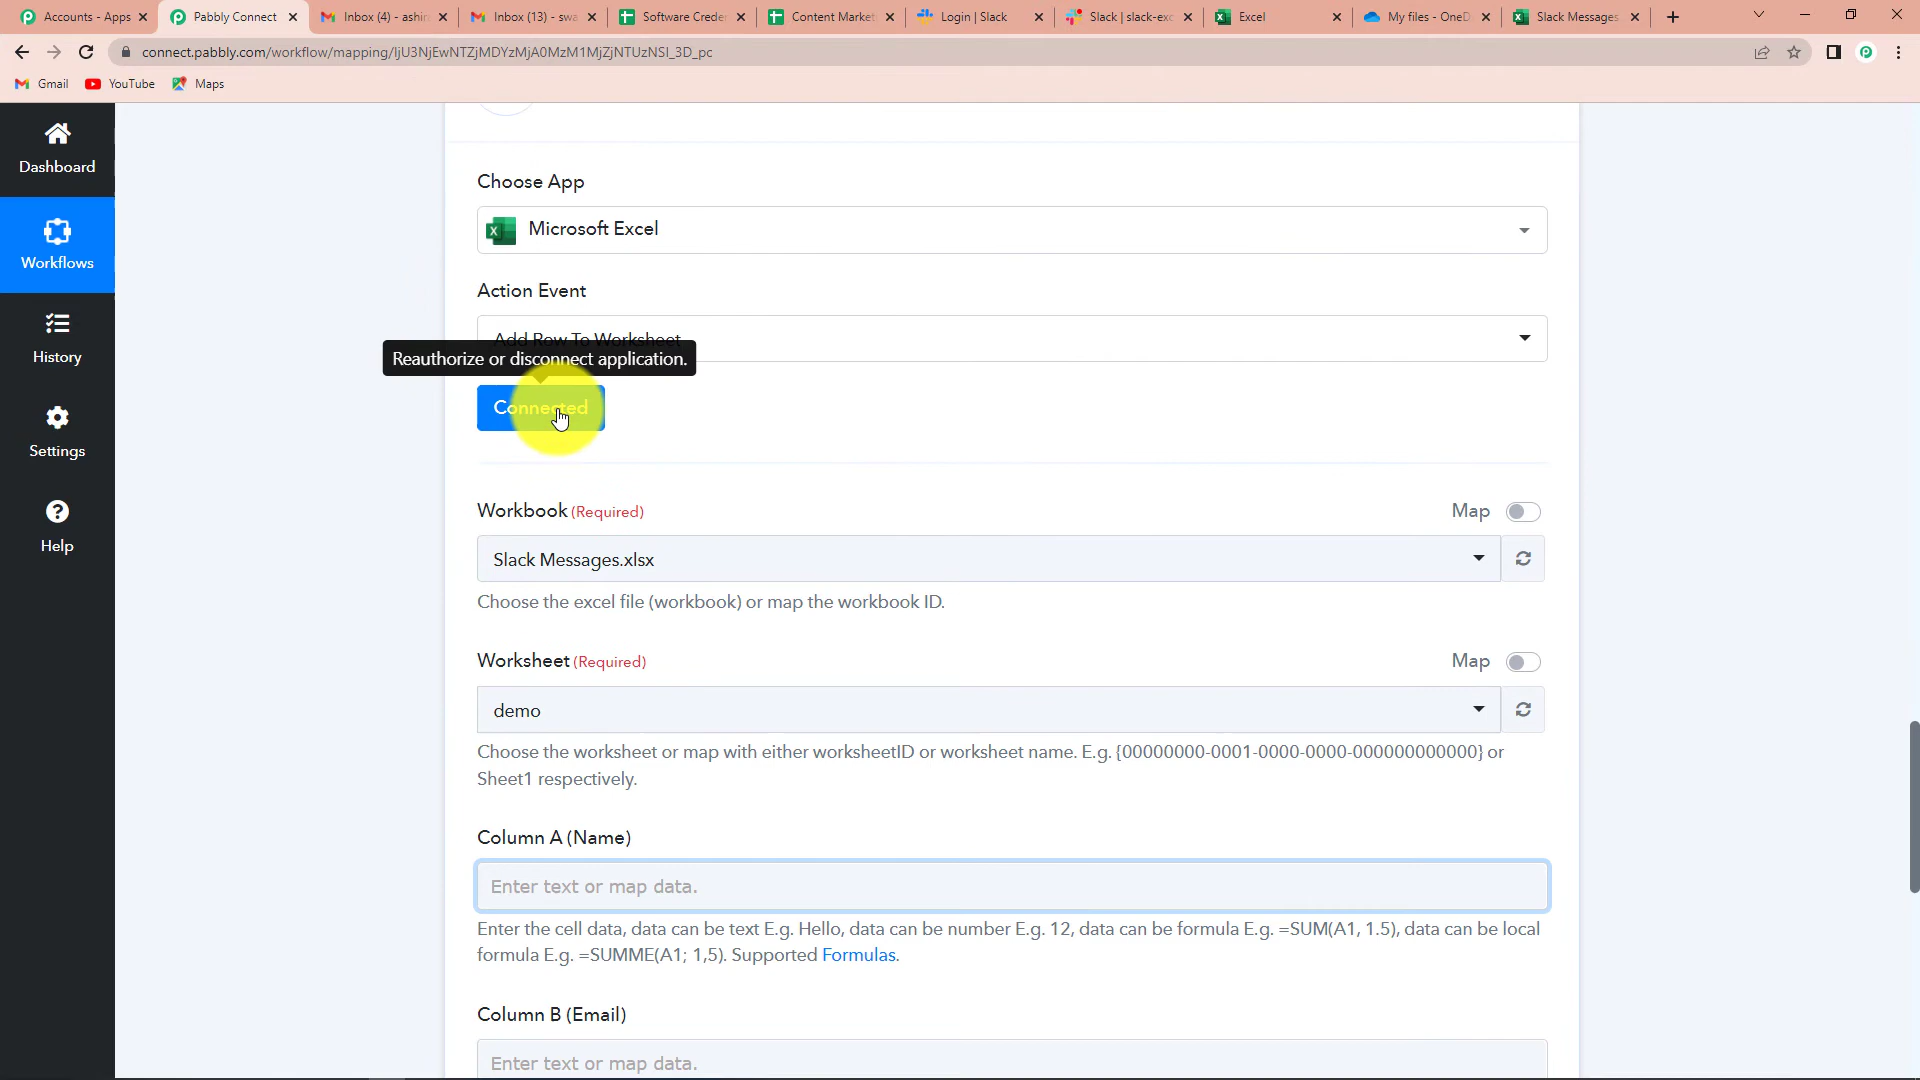 Accounts - Apps
Pabbly Connect
Inbox (4) - ashin
Inbox (13) - swa
Software Creden
Content Market
Login | Slack
Slack | slack-exc
Excel
My files - OneD
Slack Messages.
connect.pabbly.com/workflow/mapping/IjU3NjEwNTZjMDYzMjA0MzM1MjZjNTUzNSI_3D_pc
Gmail
YouTube
Maps
Dashboard
Workflows
History
Settings
Help
Choose App
Microsoft Excel
Action Event
Add Row To Worksheet
Reauthorize or disconnect application.
Connected
Workbook (Required)
Map
Slack Messages.xlsx
Choose the excel file (workbook) or map the workbook ID.
Worksheet (Required)
Map
demo
Choose the worksheet or map with either worksheetID or worksheet name. E.g. {00000000-0001-0000-0000-000000000000} or
Sheet1 respectively.
Column A (Name)
Enter text or map data.
Enter the cell data, data can be text E.g. Hello, data can be number E.g. 12, data can be formula E.g. =SUM(A1, 1.5), data can be local
formula E.g. =SUMME(A1; 1,5). Supported Formulas.
Column B (Email)
Enter text or map data.